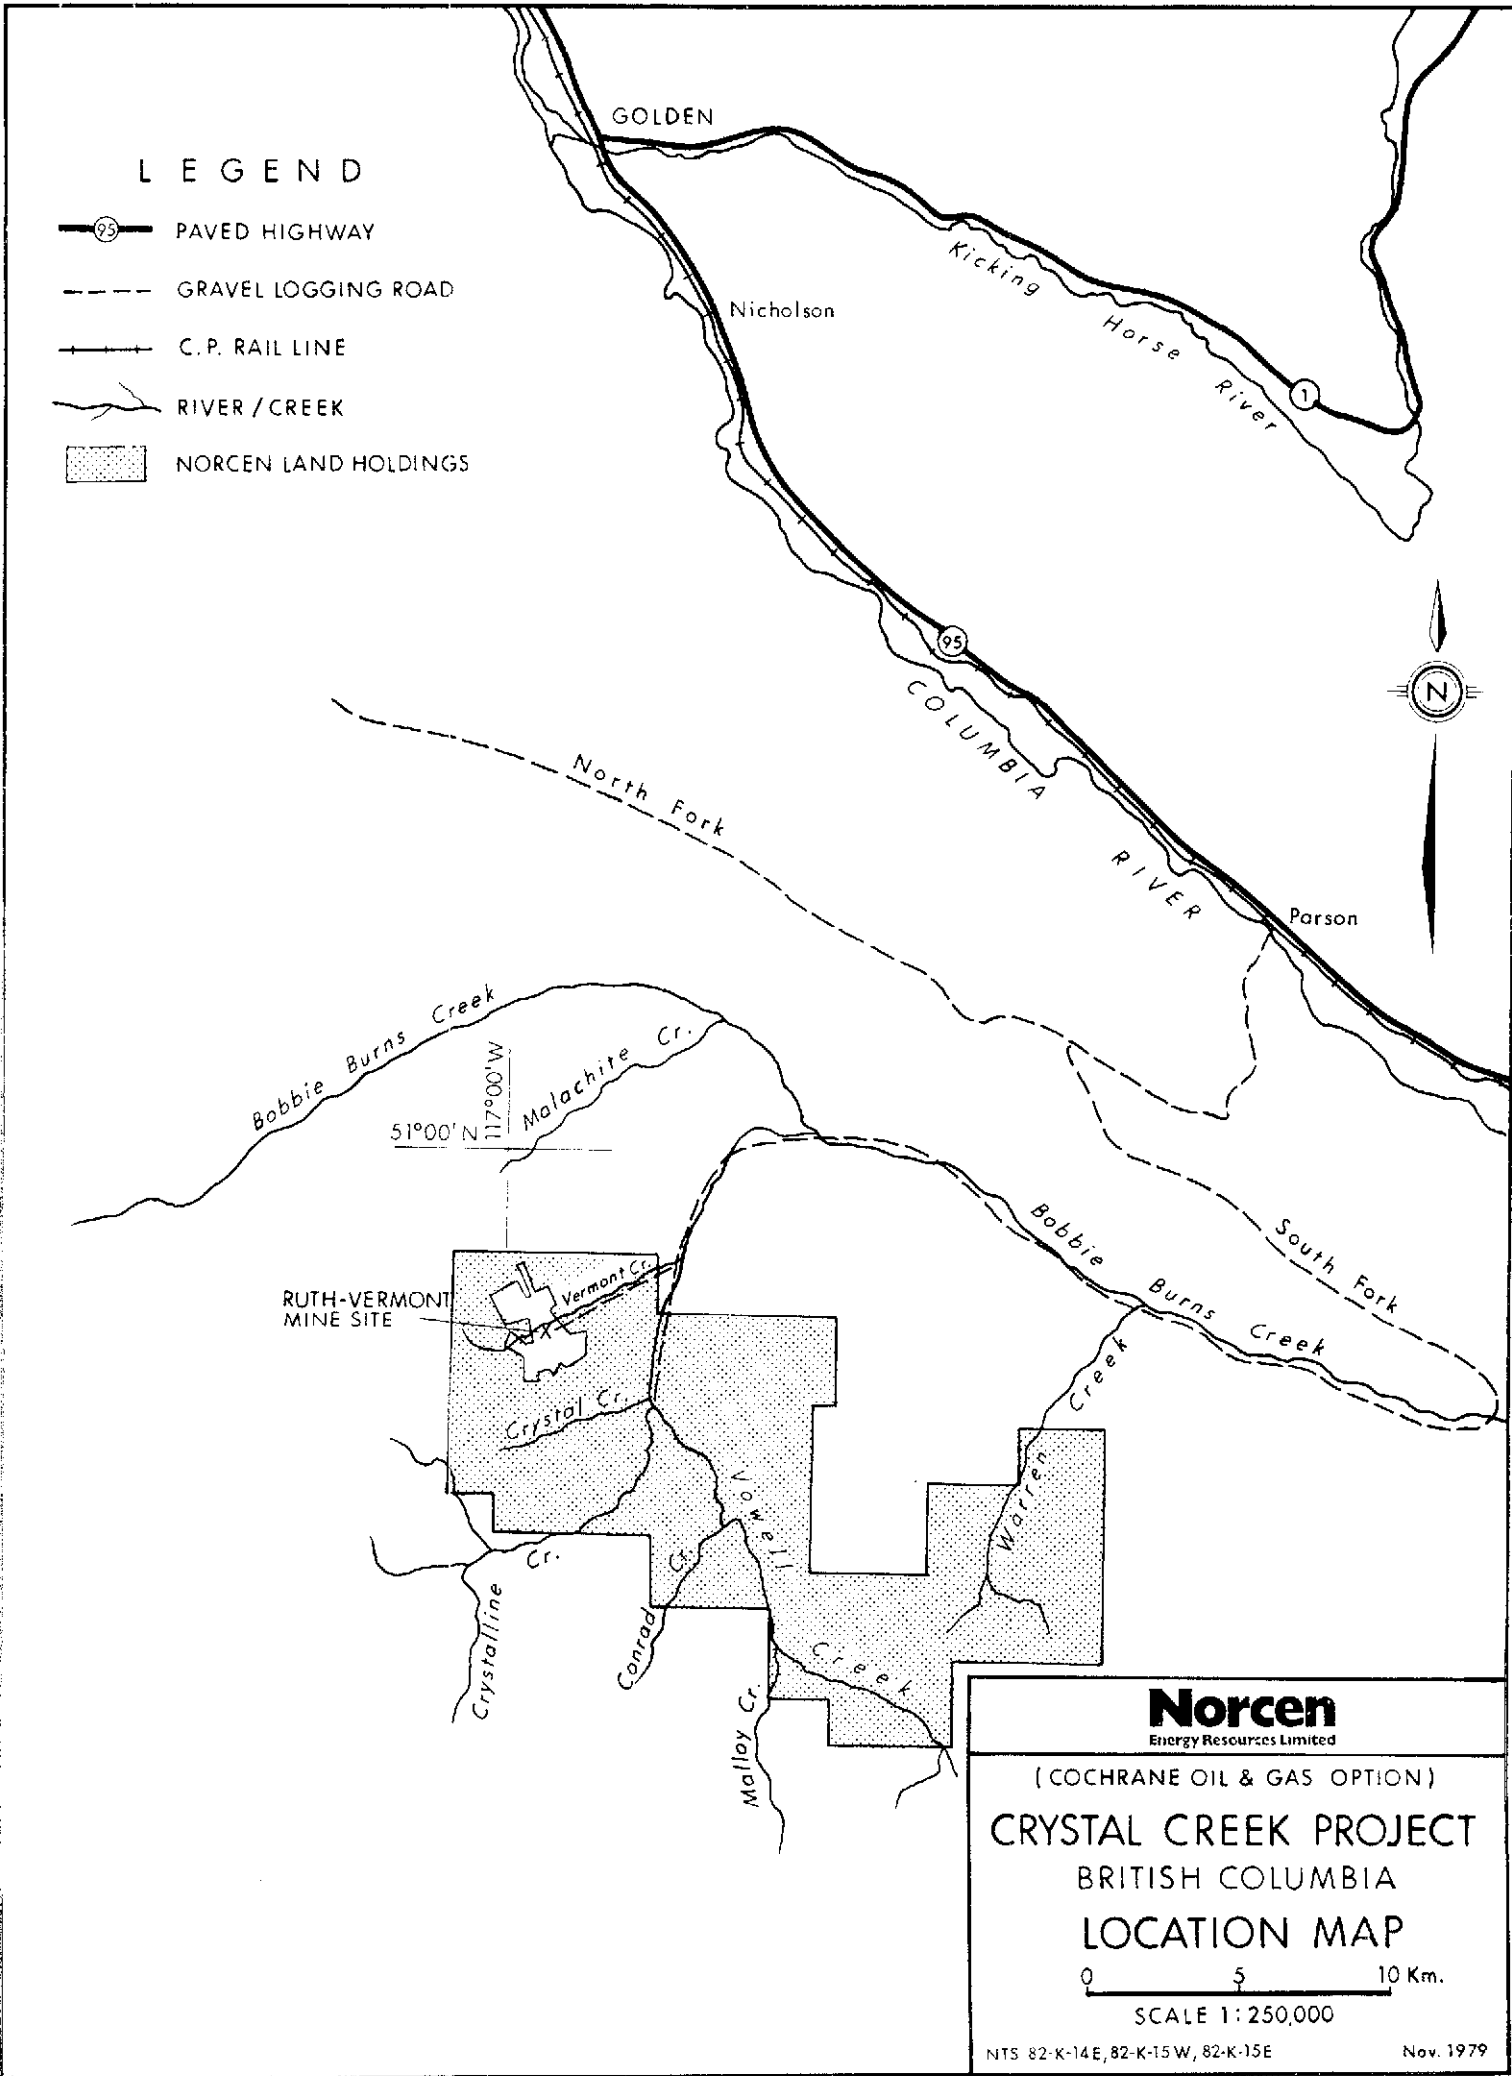 GOLDEN
LEGEND
95 PAVED HIGHWAY
GRAVEL LOGGING ROAD
C.P. RAIL LINE
RIVER / CREEK
NORCEN LAND HOLDINGS
Nicholson
Kicking Horse River
1
95
COLUMBIA RIVER
N
North Fork
Parson
Bobbie Burns Creek
Malachite Cr.
117°00'W
51°00'N
South Fork
Bobbie Burns Creek
RUTH-VERMONT
MINE SITE
Vermont Cr.
X
Crystal Cr.
Warren Creek
Vowell Creek
Crystalline Cr.
Conrad Cr.
Malloy Cr.
Norcen
Energy Resources Limited
(COCHRANE OIL & GAS OPTION)
CRYSTAL CREEK PROJECT
BRITISH COLUMBIA
LOCATION MAP
0 5 10 Km.
SCALE 1:250,000
NTS 82-K-14E, 82-K-15W, 82-K-15E Nov. 1979